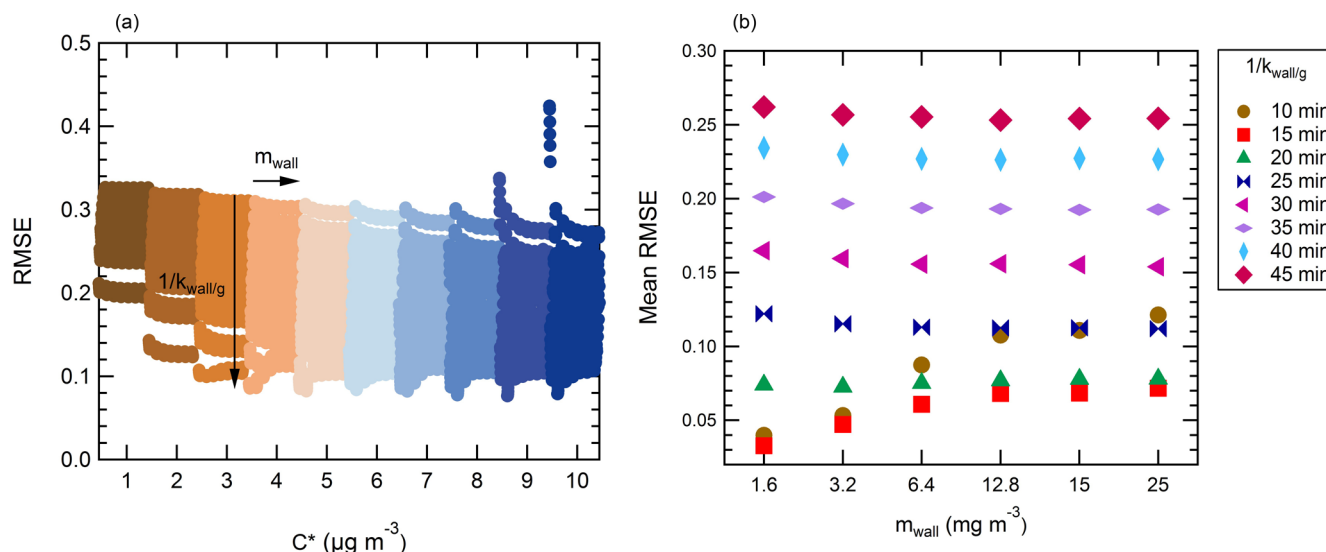 (a)
0.5
0.4
0.3
0.2
0.1
0.0
RMSE
m_wall
1/k_wall/g
1 2 3 4 5 6 7 8 9 10
C* (µg m⁻³)
(b)
0.30
0.25
0.20
0.15
0.10
0.05
Mean RMSE
1.6 3.2 6.4 12.8 15 25
m_wall (mg m⁻³)
1/k_wall/g
10 min
15 min
20 min
25 min
30 min
35 min
40 min
45 min